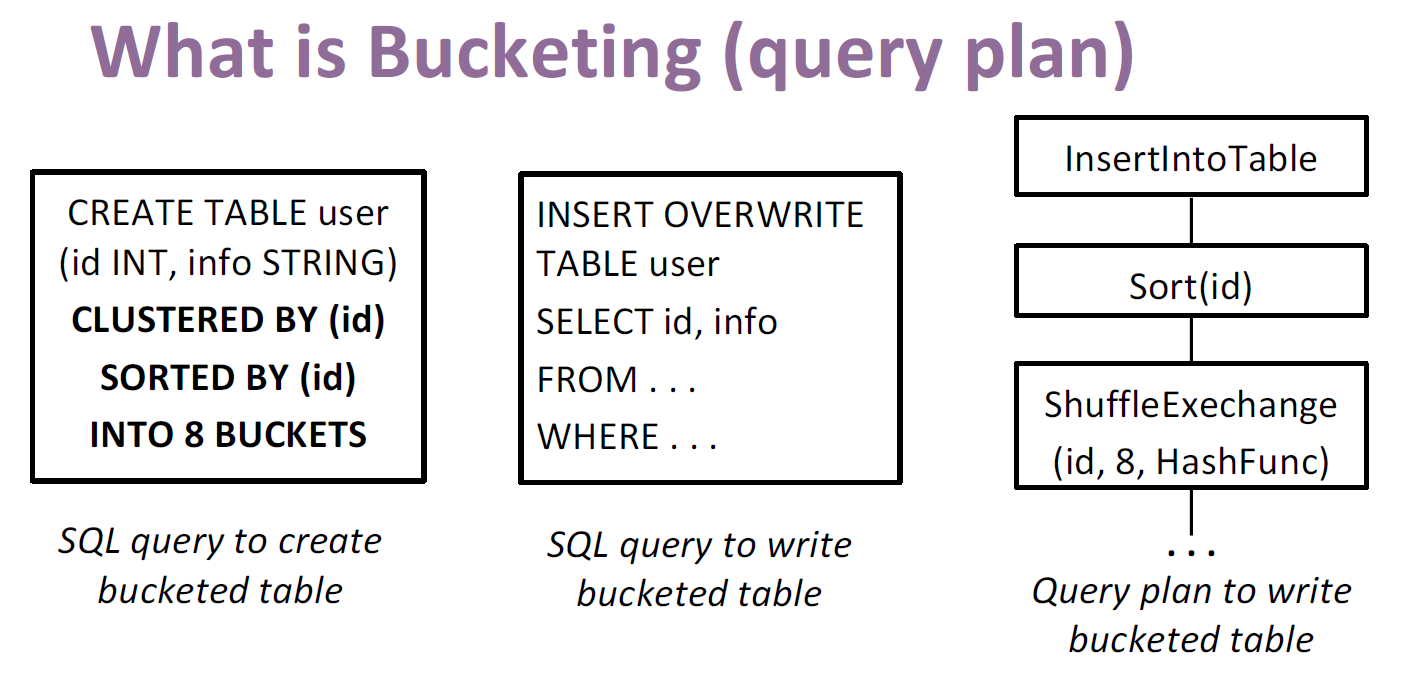 What is Bucketing (query plan)
CREATE TABLE user
(id INT, info STRING)
CLUSTERED BY (id)
SORTED BY (id)
INTO 8 BUCKETS
SQL query to create
bucketed table
INSERT OVERWRITE
TABLE user
SELECT id, info
FROM . . .
WHERE . . .
SQL query to write
bucketed table
InsertIntoTable
Sort(id)
ShuffleExechange
(id, 8, HashFunc)
. . .
Query plan to write
bucketed table